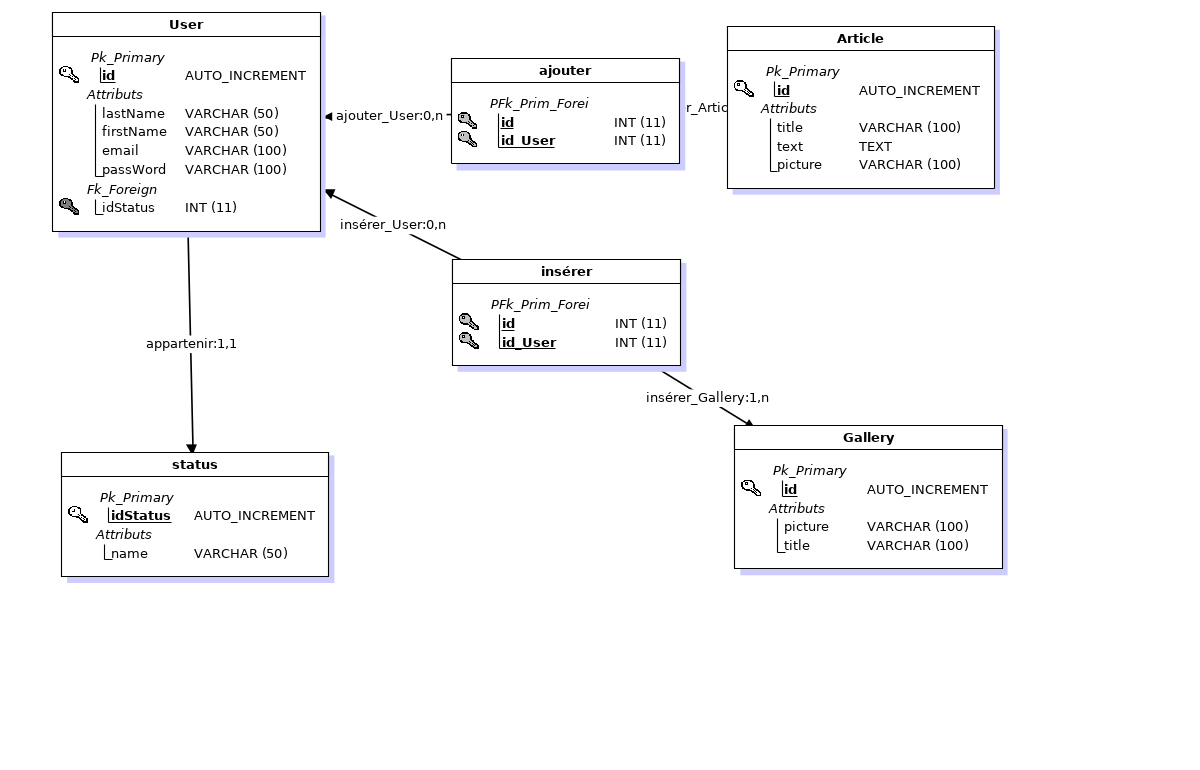 User
Pk_Primary
id AUTO_INCREMENT
Attributs
lastName VARCHAR (50)
firstName VARCHAR (50)
email VARCHAR (100)
passWord VARCHAR (100)
Fk_Foreign
idStatus INT (11)
ajouter_User:0,n
ajouter
PFk_Prim_Forei
id INT (11)
id_User INT (11)
r_Artic
Article
Pk_Primary
id AUTO_INCREMENT
Attributs
title VARCHAR (100)
text TEXT
picture VARCHAR (100)
insérer_User:0,n
insérer
PFk_Prim_Forei
id INT (11)
id_User INT (11)
appartenir:1,1
insérer_Gallery:1,n
status
Pk_Primary
idStatus AUTO_INCREMENT
Attributs
name VARCHAR (50)
Gallery
Pk_Primary
id AUTO_INCREMENT
Attributs
picture VARCHAR (100)
title VARCHAR (100)